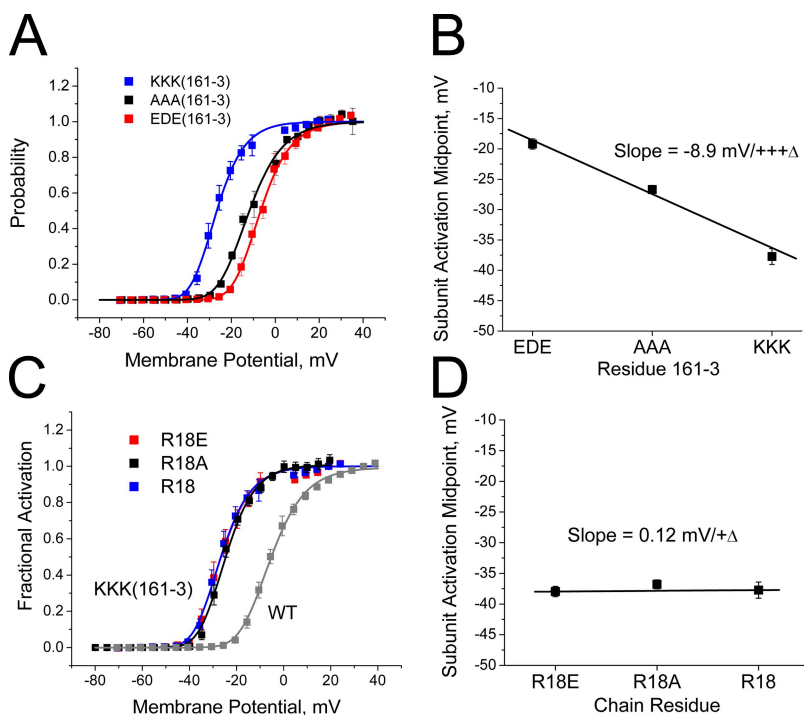 A
KKK(161-3)
AAA(161-3)
EDE(161-3)
Probability
1.2
1.0
0.8
0.6
0.4
0.2
0.0
-80 -60 -40 -20 0 20 40
Membrane Potential, mV
B
Subunit Activation Midpoint, mV
-10
-15
-20
-25
-30
-35
-40
-45
-50
Slope = -8.9 mV/+++Δ
EDE AAA KKK
Residue 161-3
C
R18E
R18A
R18
Fractional Activation
1.2
1.0
0.8
0.6
0.4
0.2
0.0
KKK(161-3)
WT
-80 -60 -40 -20 0 20 40
Membrane Potential, mV
D
Subunit Activation Midpoint, mV
-10
-15
-20
-25
-30
-35
-40
-45
-50
Slope = 0.12 mV/+Δ
R18E R18A R18
Chain Residue